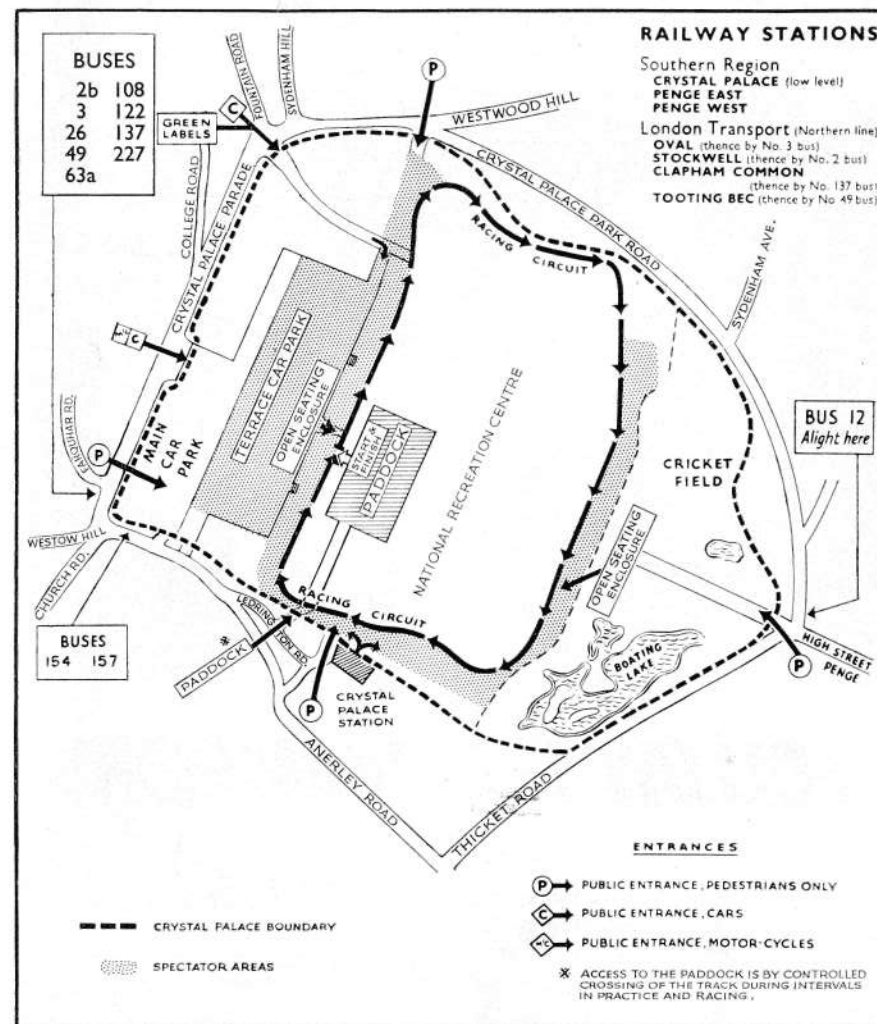 BUSES
2b 108
3 122
26 137
49 227
63a
RAILWAY STATIONS
Southern Region
CRYSTAL PALACE (low level)
PENGE EAST
PENGE WEST
London Transport (Northern line)
OVAL (thence by No. 3 bus)
STOCKWELL (thence by No. 2 bus)
CLAPHAM COMMON
(thence by No. 137 bus)
TOOTING BEC (thence by No 49 bus)
P
C
GREEN
LABELS
FOUNTAIN ROAD
SYDENHAM HILL
WESTWOOD HILL
CRYSTAL PALACE PARK ROAD
SYDENHAM AVE.
COLLEGE ROAD
CRYSTAL PALACE PARADE
RACING
CIRCUIT
M/C C
TERRACE CAR PARK
OPEN SEATING
ENCLOSURE
START &
FINISH
PADDOCK
NATIONAL RECREATION CENTRE
FARQUHAR RD.
P
MAIN
CAR
PARK
CRICKET
FIELD
BUS 12
Alight here
OPEN SEATING
ENCLOSURE
WESTOW HILL
CHURCH RD.
BUSES
154 157
RACING
CIRCUIT
LEDRINGTON RD.
PADDOCK
P
CRYSTAL
PALACE
STATION
BOATING
LAKE
HIGH STREET
PENGE
P
ANERLEY ROAD
THICKET ROAD
ENTRANCES
P PUBLIC ENTRANCE, PEDESTRIANS ONLY
C PUBLIC ENTRANCE, CARS
M/C PUBLIC ENTRANCE, MOTOR-CYCLES
※ ACCESS TO THE PADDOCK IS BY CONTROLLED
CROSSING OF THE TRACK DURING INTERVALS
IN PRACTICE AND RACING.
CRYSTAL PALACE BOUNDARY
SPECTATOR AREAS